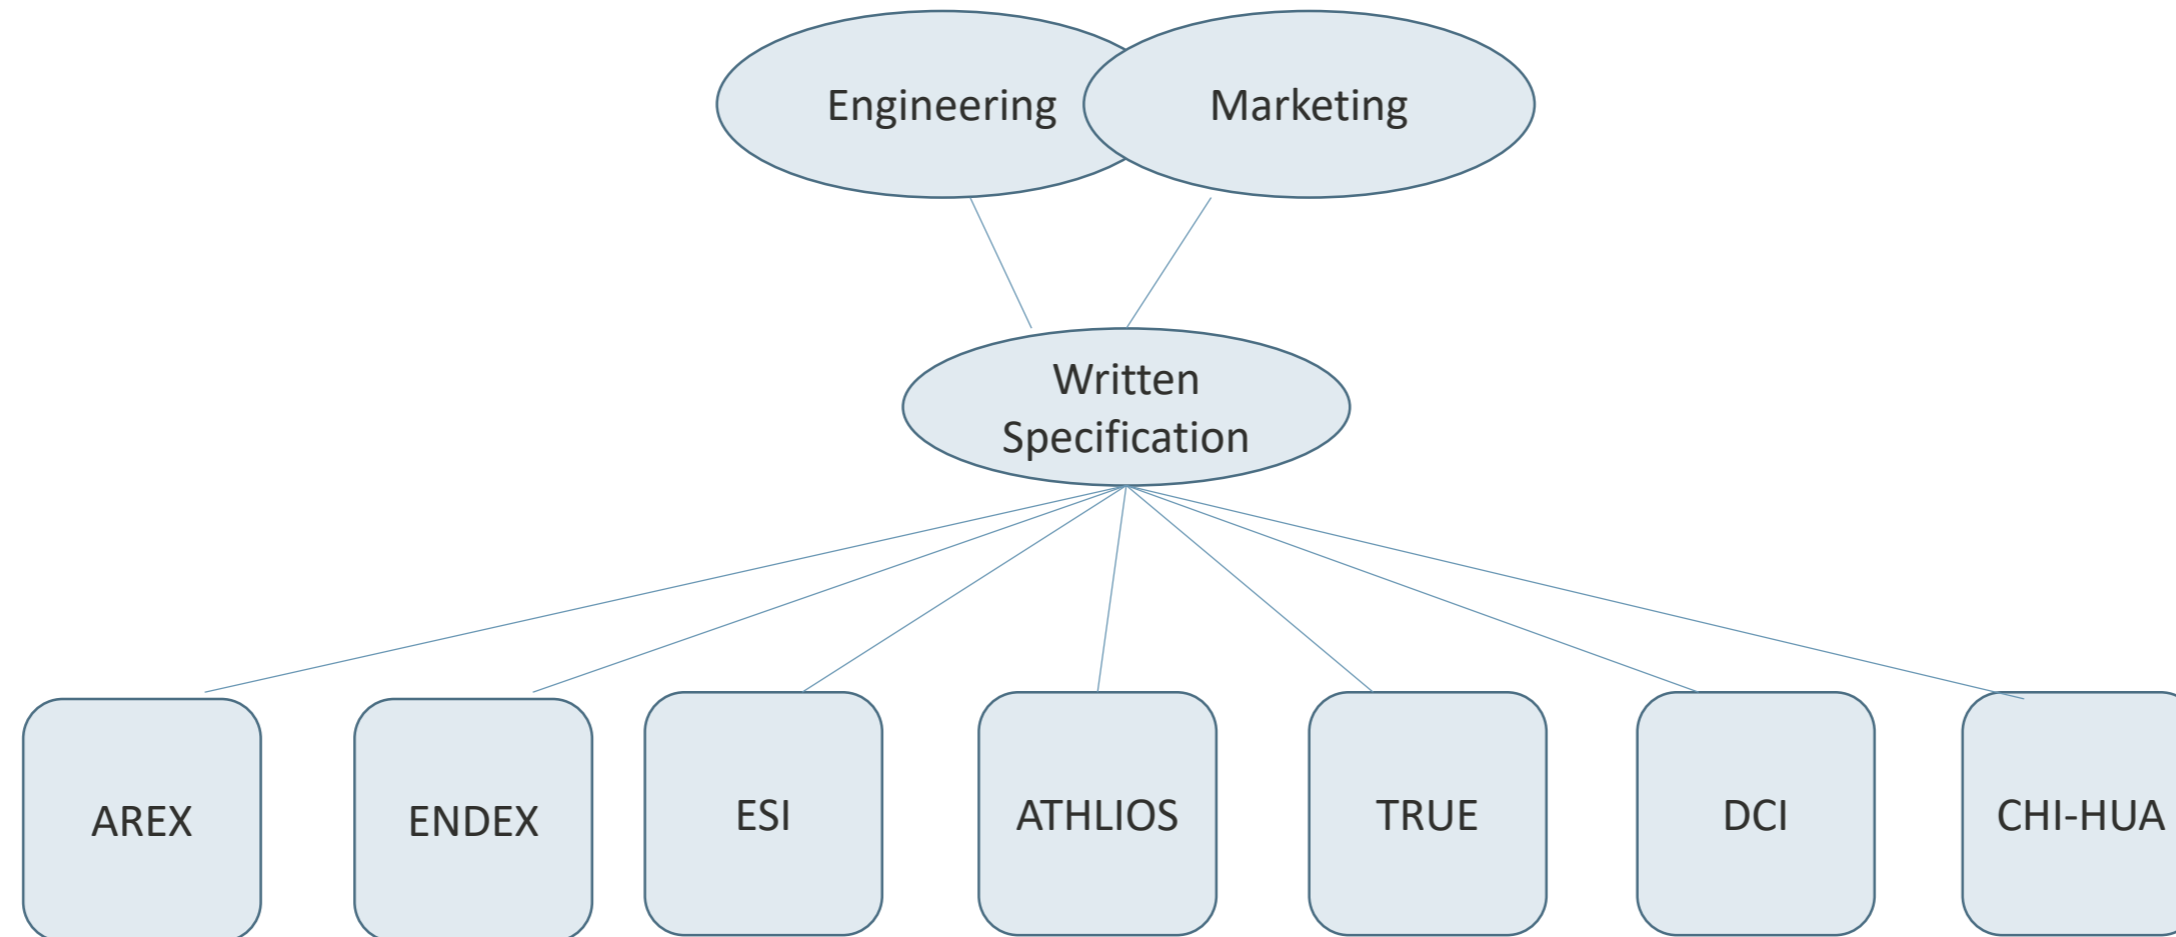 Engineering
Marketing
Written
Specification
AREX
ENDEX
ESI
ATHLIOS
TRUE
DCI
CHI-HUA